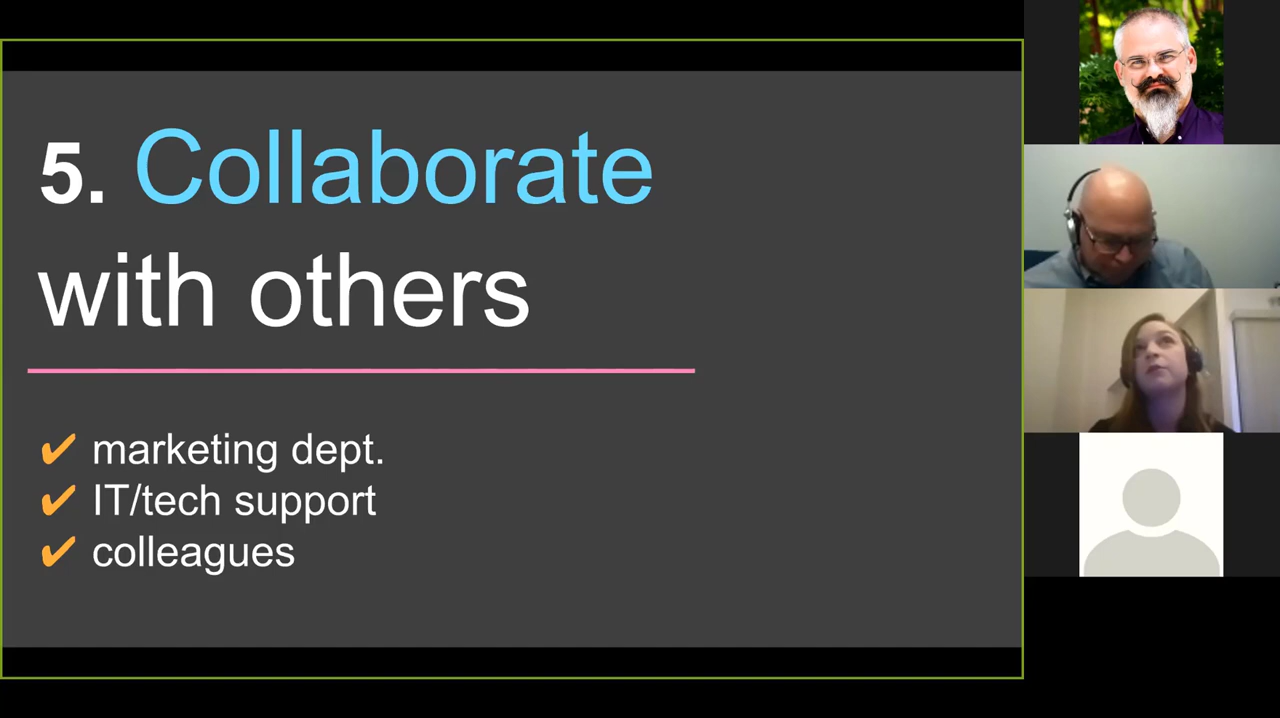 5. Collaborate
with others
✔ marketing dept.
✔ IT/tech support
✔ colleagues